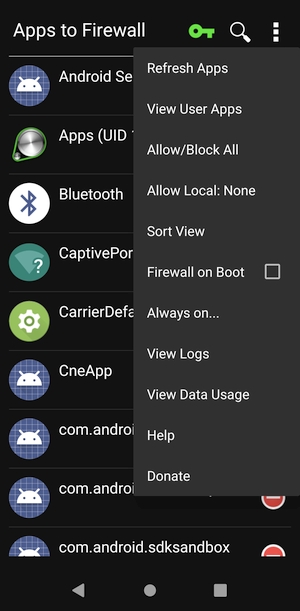 Apps to Firewall
Android Se
Refresh Apps
View User Apps
Apps (UID
Allow/Block All
Bluetooth
Allow Local: None
Sort View
CaptivePor
Firewall on Boot
CarrierDefa
Always on...
View Logs
CneApp
View Data Usage
com.androi
Help
Donate
com.androi
com.android.sdksandbox